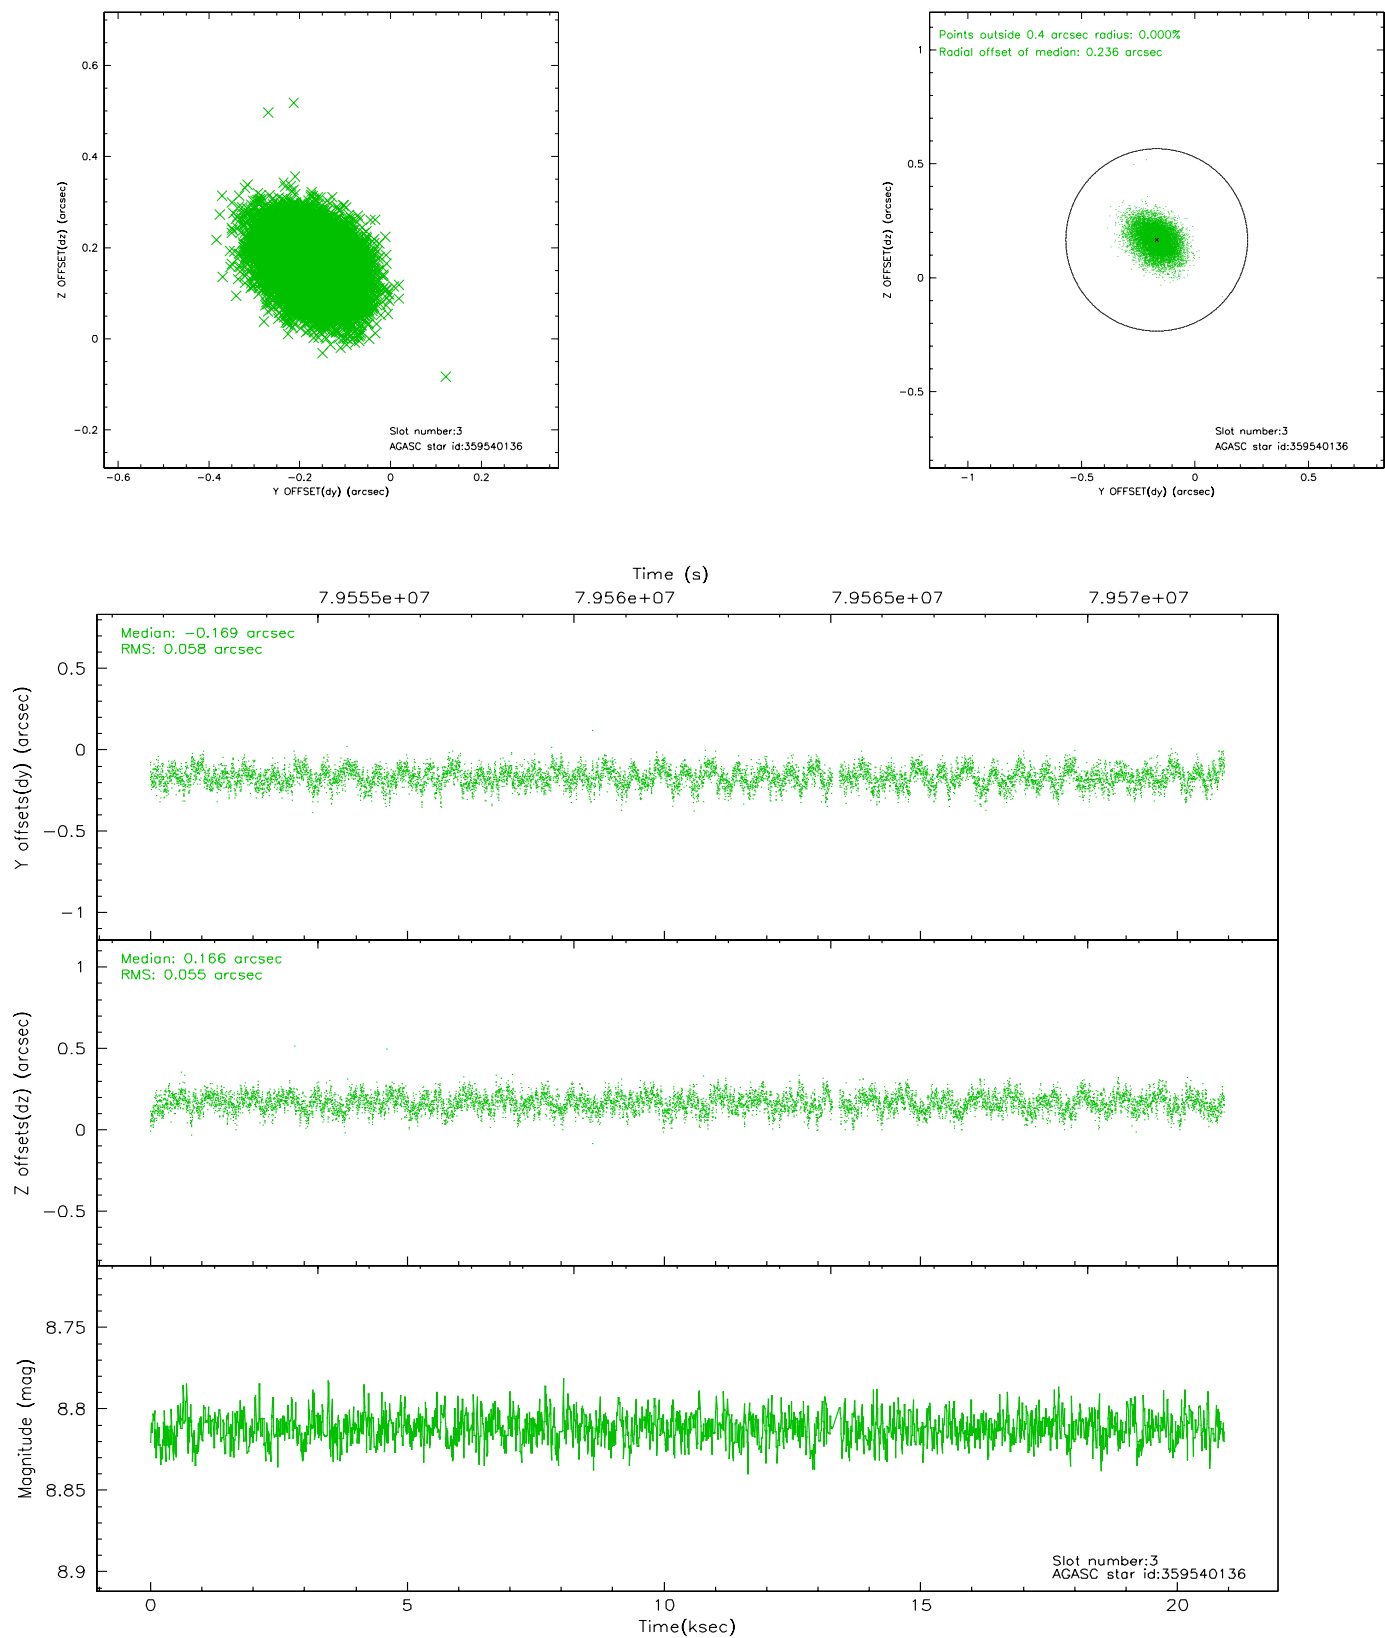 0.6
0.4
0.2
0
−0.2
Z OFFSET(dz) (arcsec)
−0.6
−0.4
−0.2
0
0.2
Y OFFSET(dy) (arcsec)
Slot number:3
AGASC star id:359540136
Points outside 0.4 arcsec radius: 0.000%
Radial offset of median: 0.236 arcsec
1
0.5
0
−0.5
Z OFFSET(dz) (arcsec)
−1
−0.5
0
0.5
Y OFFSET(dy) (arcsec)
Slot number:3
AGASC star id:359540136
Time (s)
7.9555e+07
7.956e+07
7.9565e+07
7.957e+07
Median: −0.169 arcsec
RMS: 0.058 arcsec
0.5
0
−0.5
−1
Y offsets(dy) (arcsec)
Median: 0.166 arcsec
RMS: 0.055 arcsec
1
0.5
0
−0.5
Z offsets(dz) (arcsec)
8.75
8.8
8.85
8.9
Magnitude (mag)
Slot number:3
AGASC star id:359540136
0
5
10
15
20
Time(ksec)